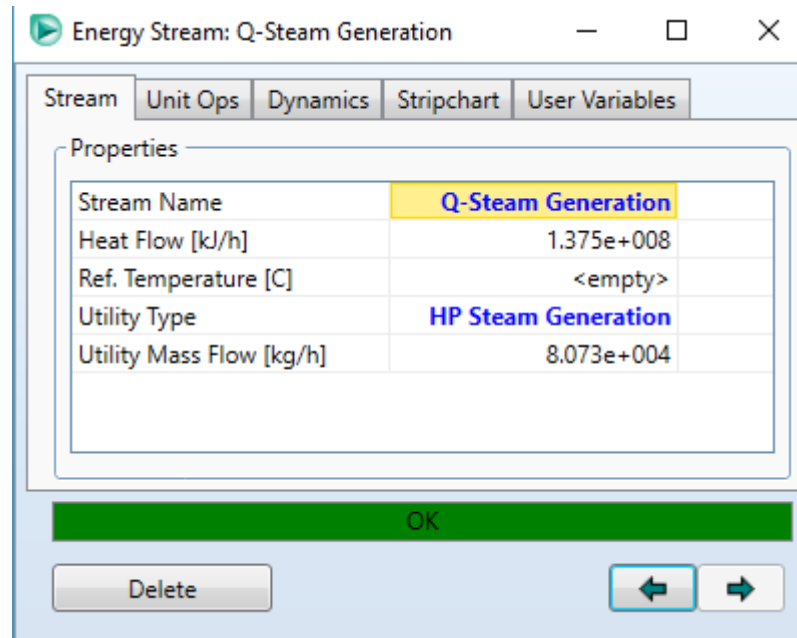 Energy Stream: Q-Steam Generation
Stream Unit Ops Dynamics Stripchart User Variables
Properties
Stream Name Q-Steam Generation
Heat Flow [kJ/h] 1.375e+008
Ref. Temperature [C] <empty>
Utility Type HP Steam Generation
Utility Mass Flow [kg/h] 8.073e+004
OK
Delete